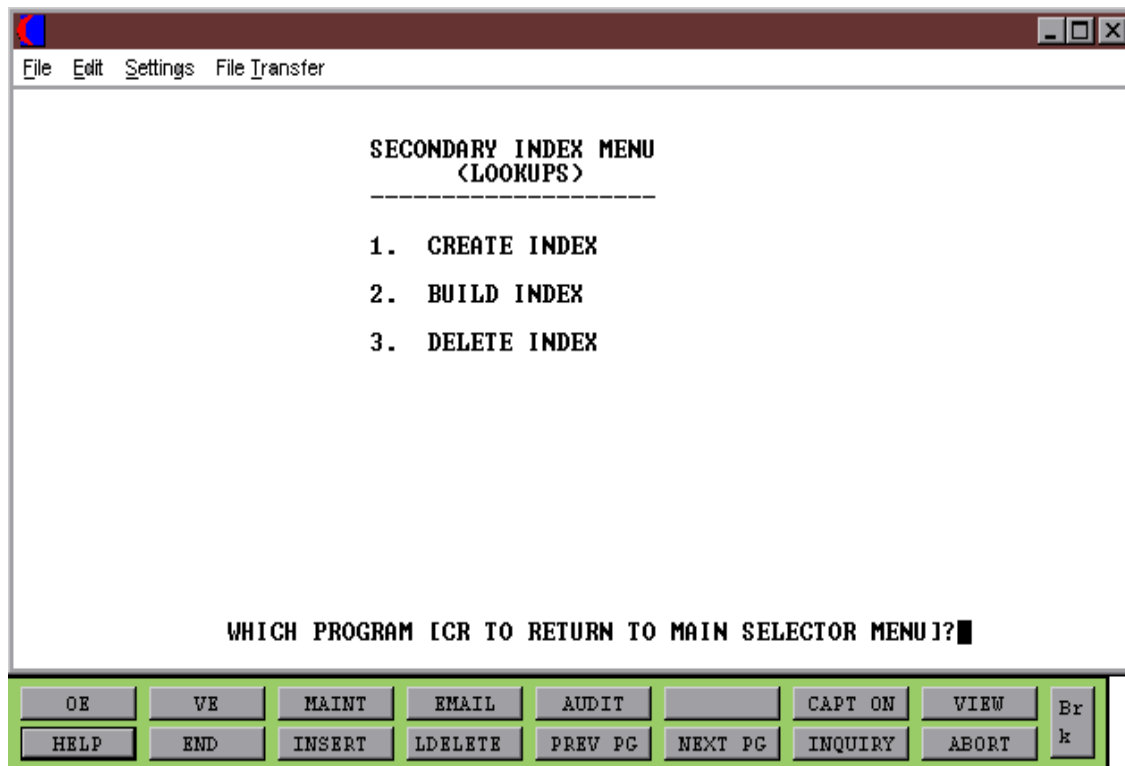 File Edit Settings File Transfer
SECONDARY INDEX MENU
(LOOKUPS)
--------------------
1. CREATE INDEX
2. BUILD INDEX
3. DELETE INDEX
WHICH PROGRAM [CR TO RETURN TO MAIN SELECTOR MENU]?
OE VE MAINT EMAIL AUDIT CAPT ON VIEW Br
HELP END INSERT LDELETE PREV PG NEXT PG INQUIRY ABORT k